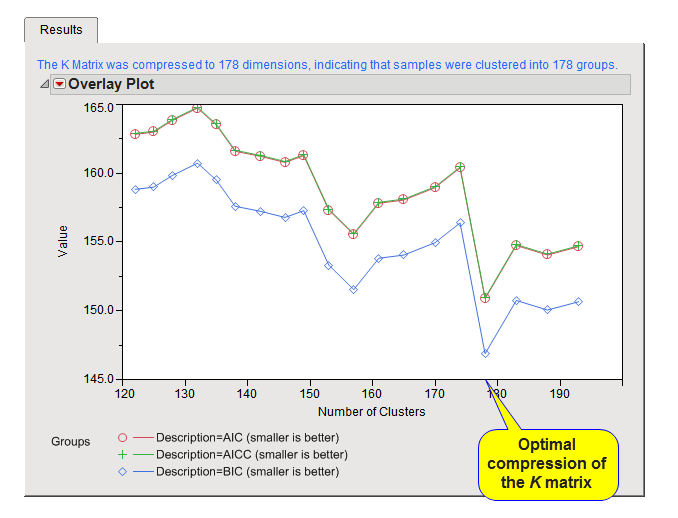 Results
The K Matrix was compressed to 178 dimensions, indicating that samples were clustered into 178 groups.
Overlay Plot
165.0
160.0
155.0
150.0
145.0
Value
120 130 140 150 160 170 180 190
Number of Clusters
Groups
Description=AIC (smaller is better)
Description=AICC (smaller is better)
Description=BIC (smaller is better)
Optimal
compression of
the K matrix